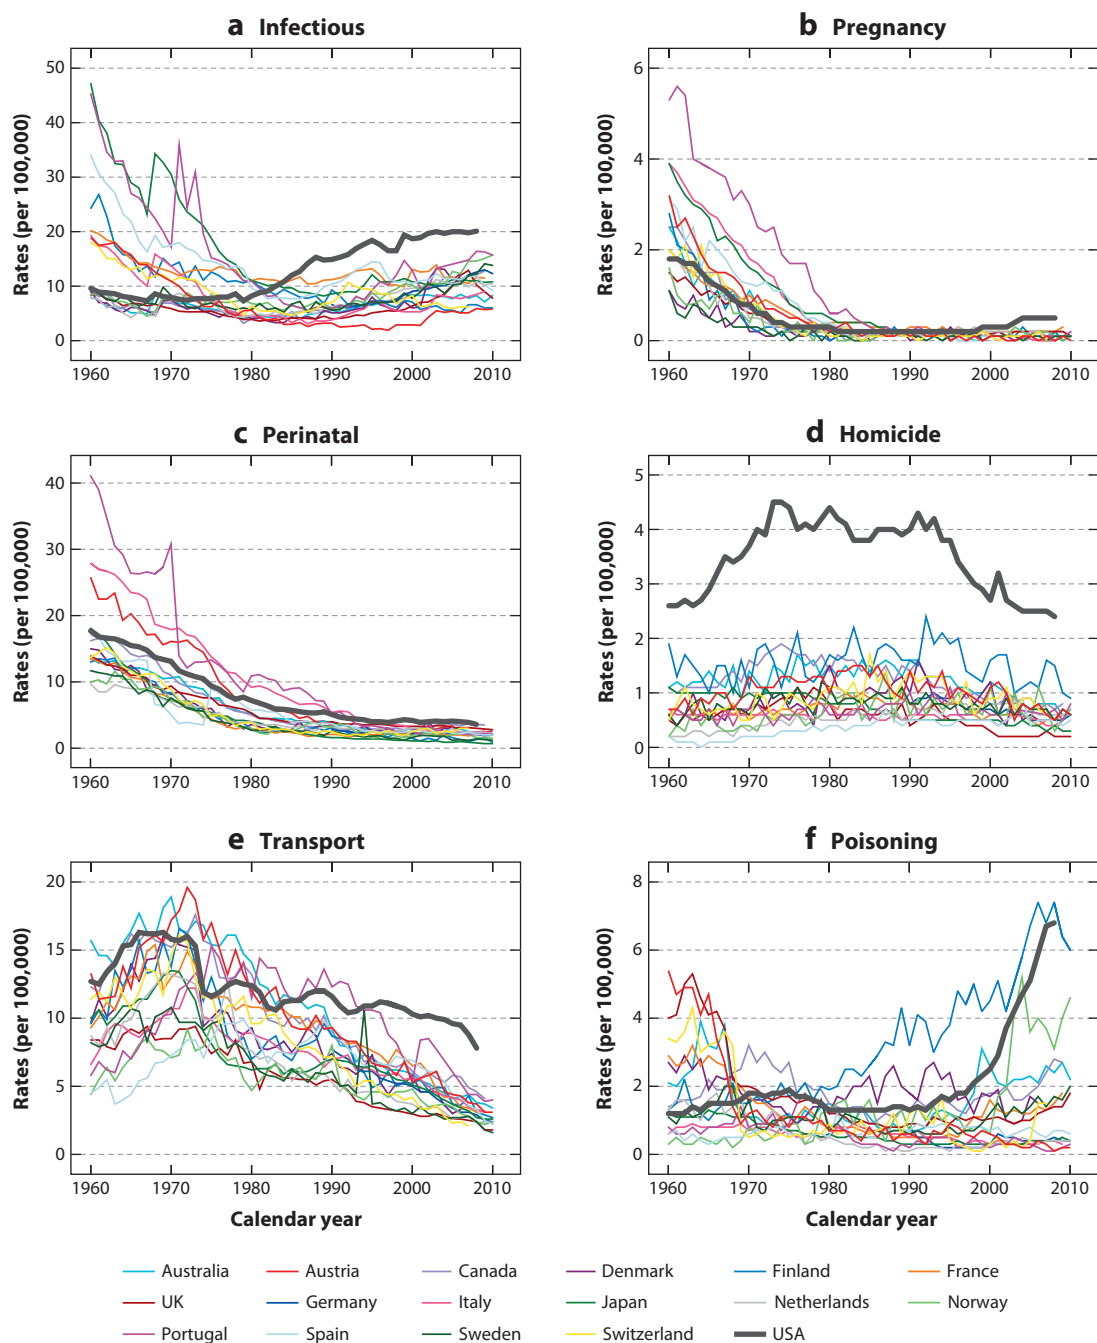 a Infectious
b Pregnancy
Rates (per 100,000)
50
40
30
20
10
0
1960 1970 1980 1990 2000 2010
Rates (per 100,000)
6
4
2
0
1960 1970 1980 1990 2000 2010
c Perinatal
d Homicide
Rates (per 100,000)
40
30
20
10
0
1960 1970 1980 1990 2000 2010
Rates (per 100,000)
5
4
3
2
1
0
1960 1970 1980 1990 2000 2010
e Transport
f Poisoning
Rates (per 100,000)
20
15
10
5
0
1960 1970 1980 1990 2000 2010
Calendar year
Rates (per 100,000)
8
6
4
2
0
1960 1970 1980 1990 2000 2010
Calendar year
Australia Austria Canada Denmark Finland France
UK Germany Italy Japan Netherlands Norway
Portugal Spain Sweden Switzerland USA